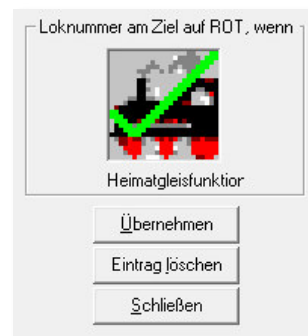 Loknummer am Ziel auf ROT, wenn
Heimatgleisfunktior
Übernehmen
Eintrag löschen
Schließen